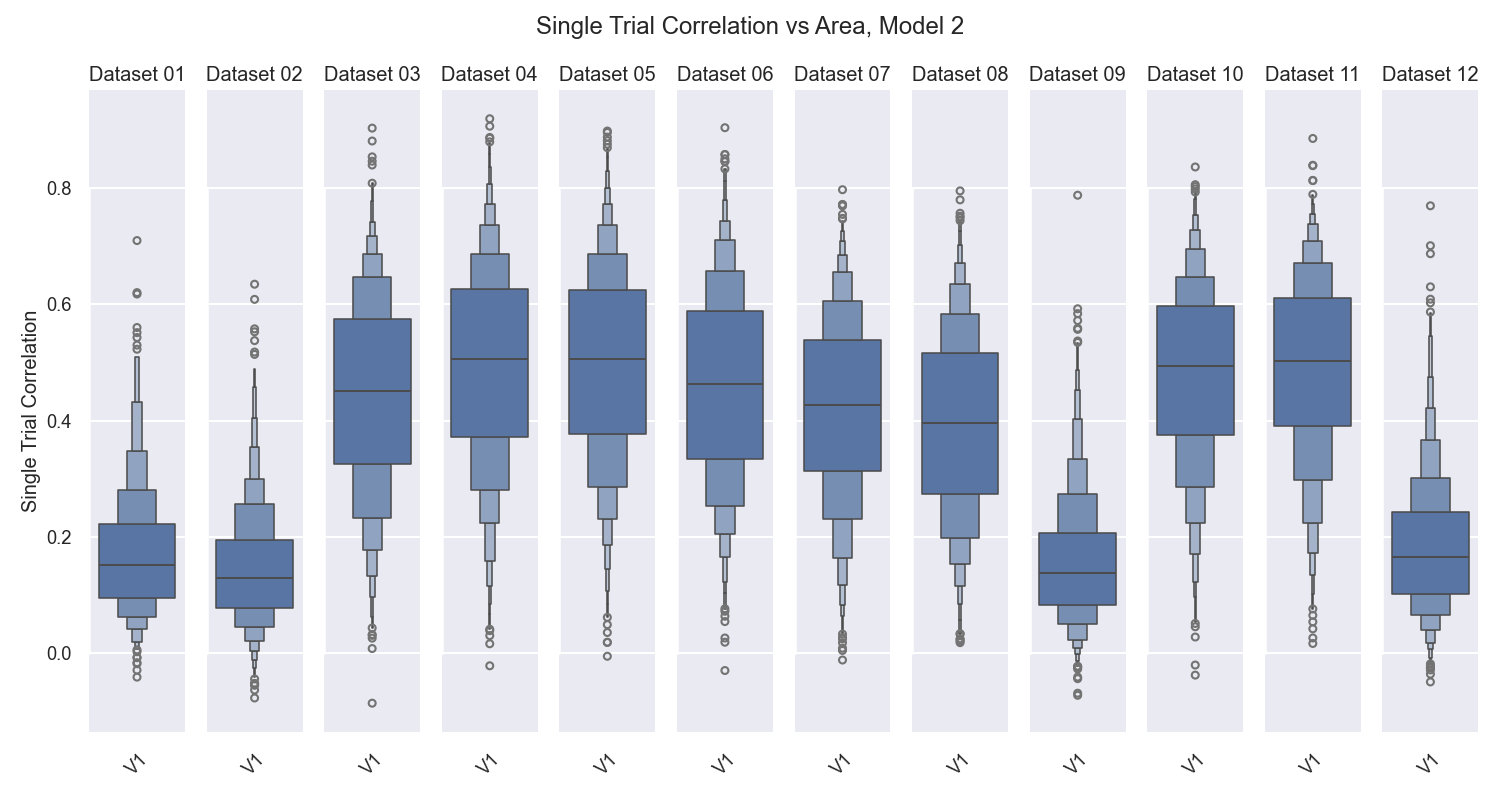 Single Trial Correlation vs Area, Model 2
Dataset 01 Dataset 02 Dataset 03 Dataset 04 Dataset 05 Dataset 06 Dataset 07 Dataset 08 Dataset 09 Dataset 10 Dataset 11 Dataset 12
Single Trial Correlation
0.8
0.6
0.4
0.2
0.0
V1 V1 V1 V1 V1 V1 V1 V1 V1 V1 V1 V1